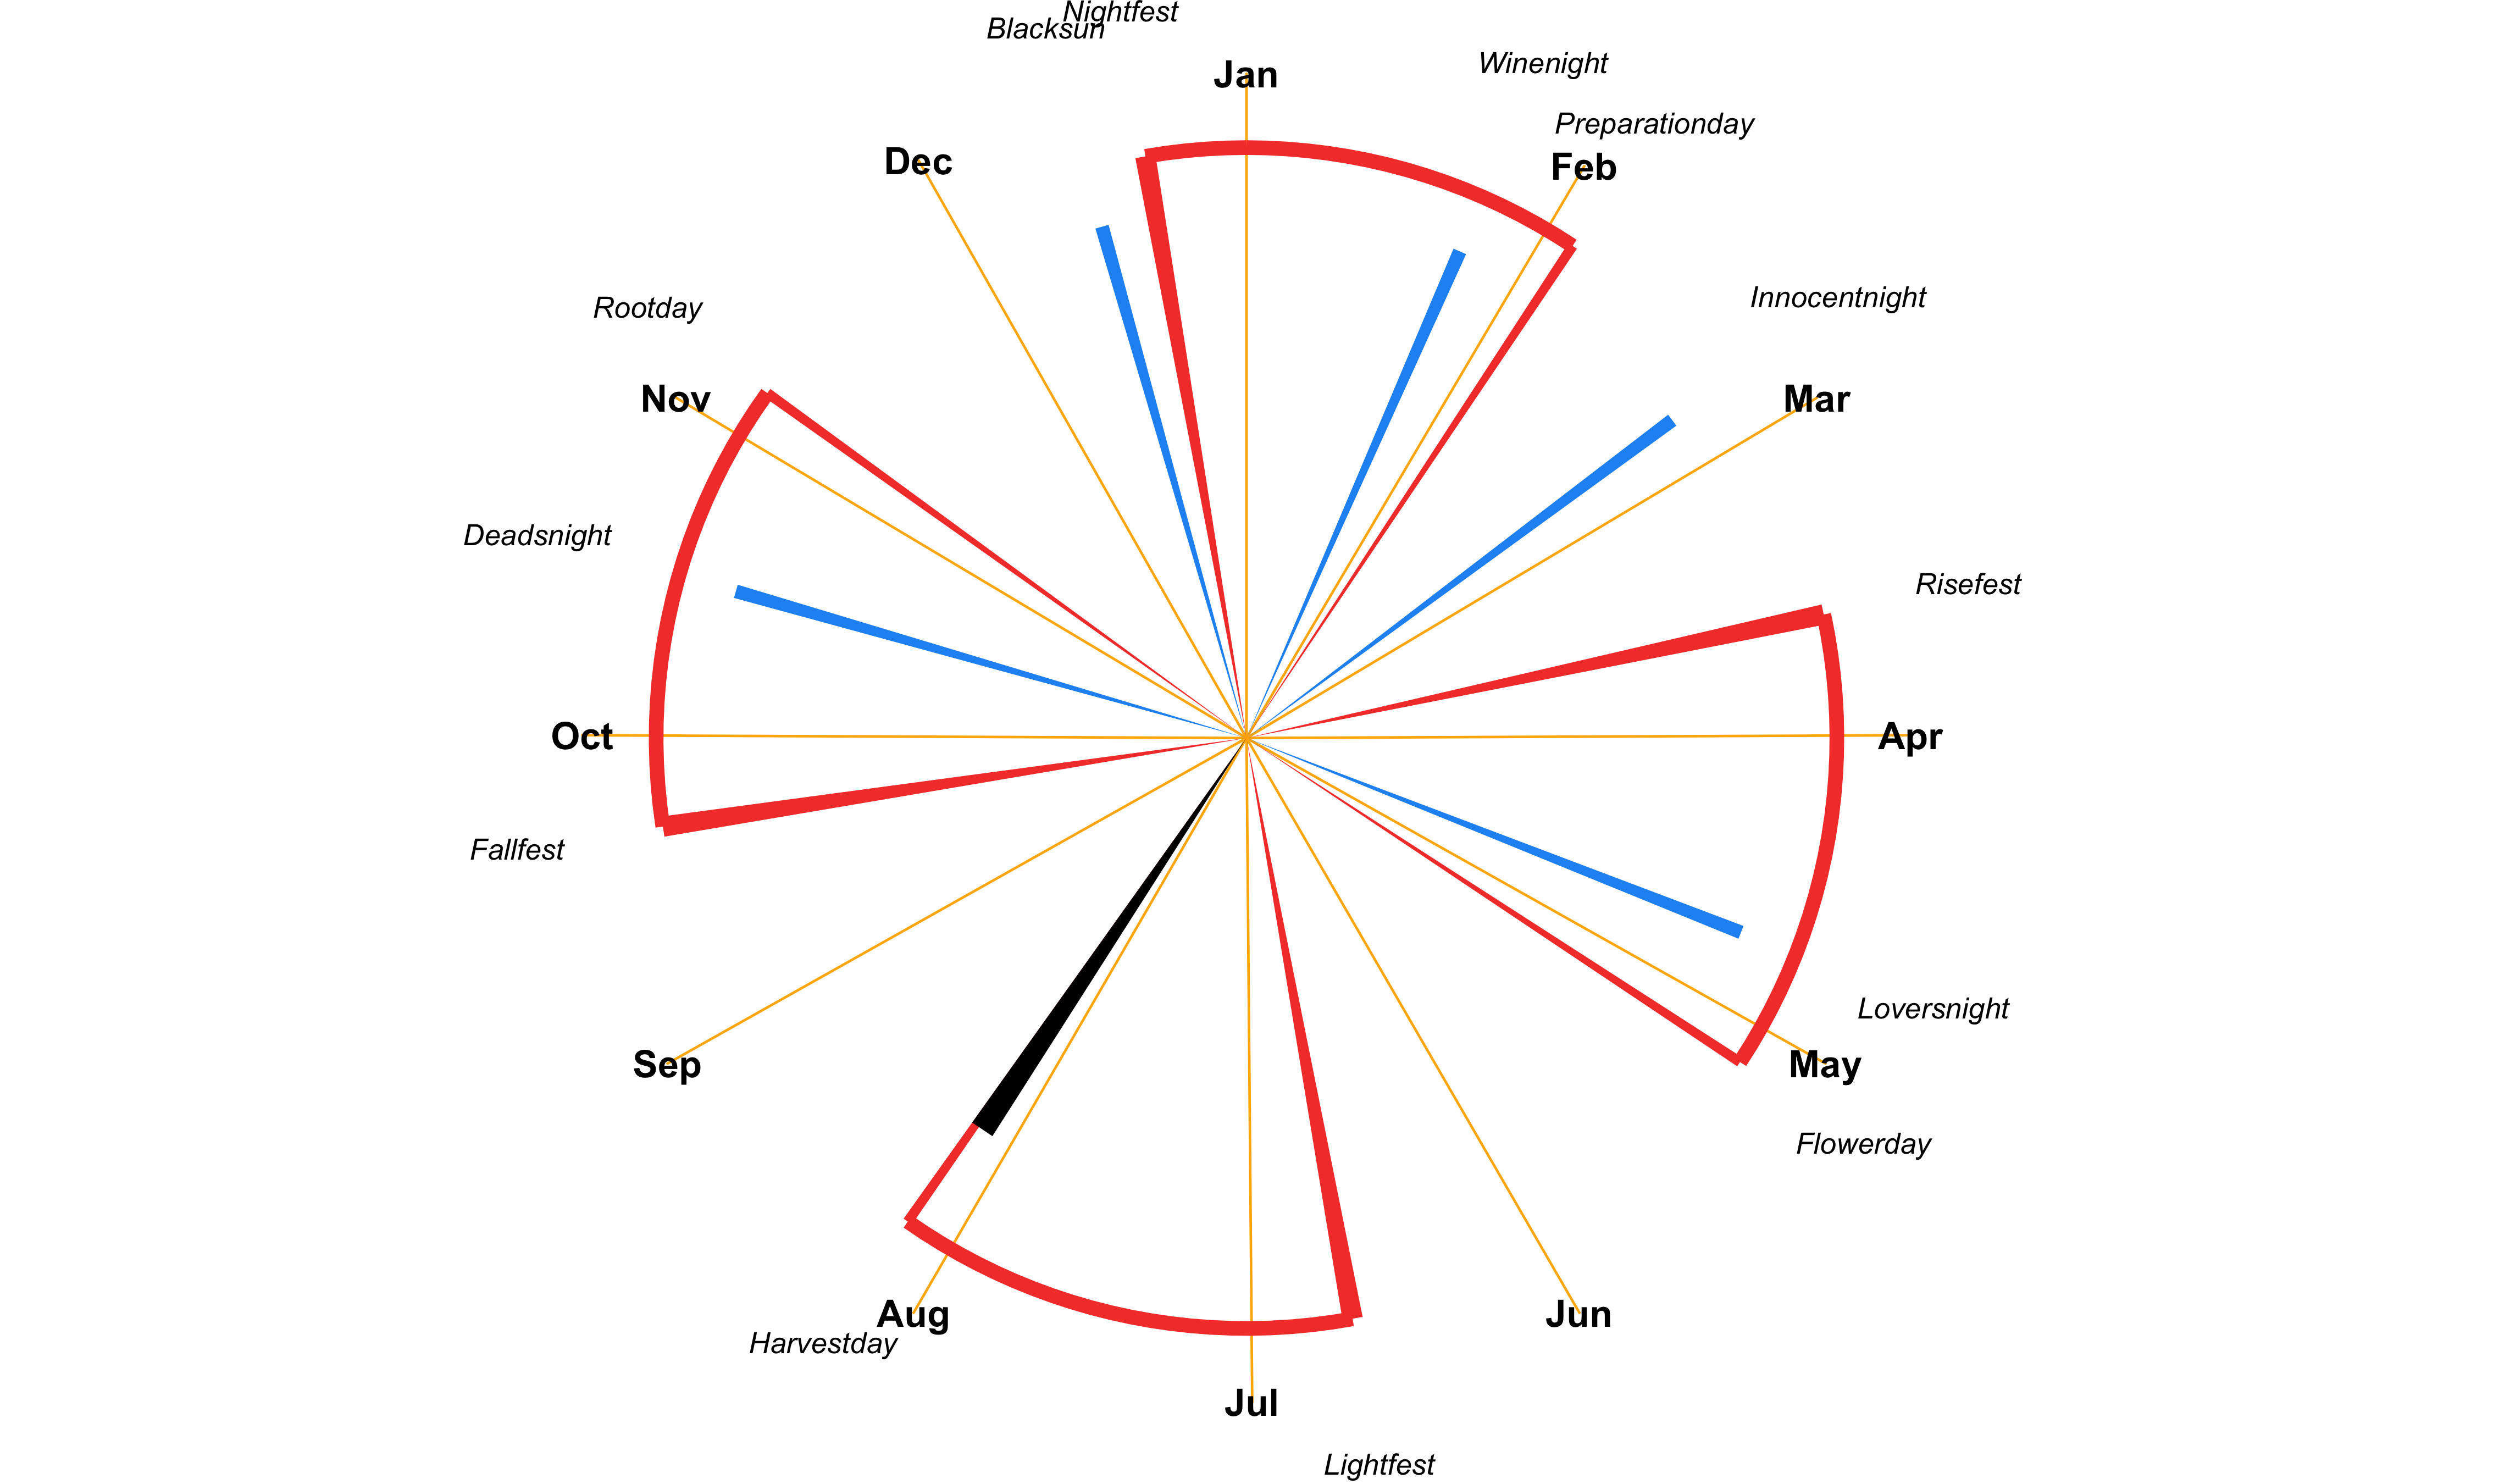 Nightfest
Blacksun
Winenight
Jan
Preparationday
Dec
Feb
Innocentnight
Rootday
Nov
Mar
Deadsnight
Risefest
Oct
Apr
Fallfest
Loversnight
Sep
May
Flowerday
Aug
Jun
Harvestday
Jul
Lightfest